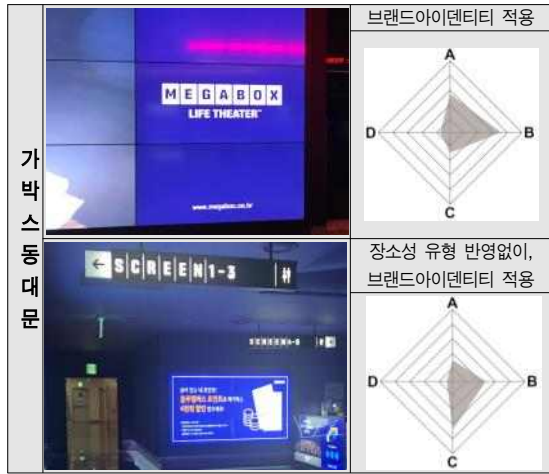 브랜드아이덴티티 적용
MEGABOX
LIFE THEATER™
www.megabox.co.kr
A
B
C
D
가
박
스
동
대
문
← SCREEN 1-3
장소성 유형 반영없이,
브랜드아이덴티티 적용
A
B
C
D